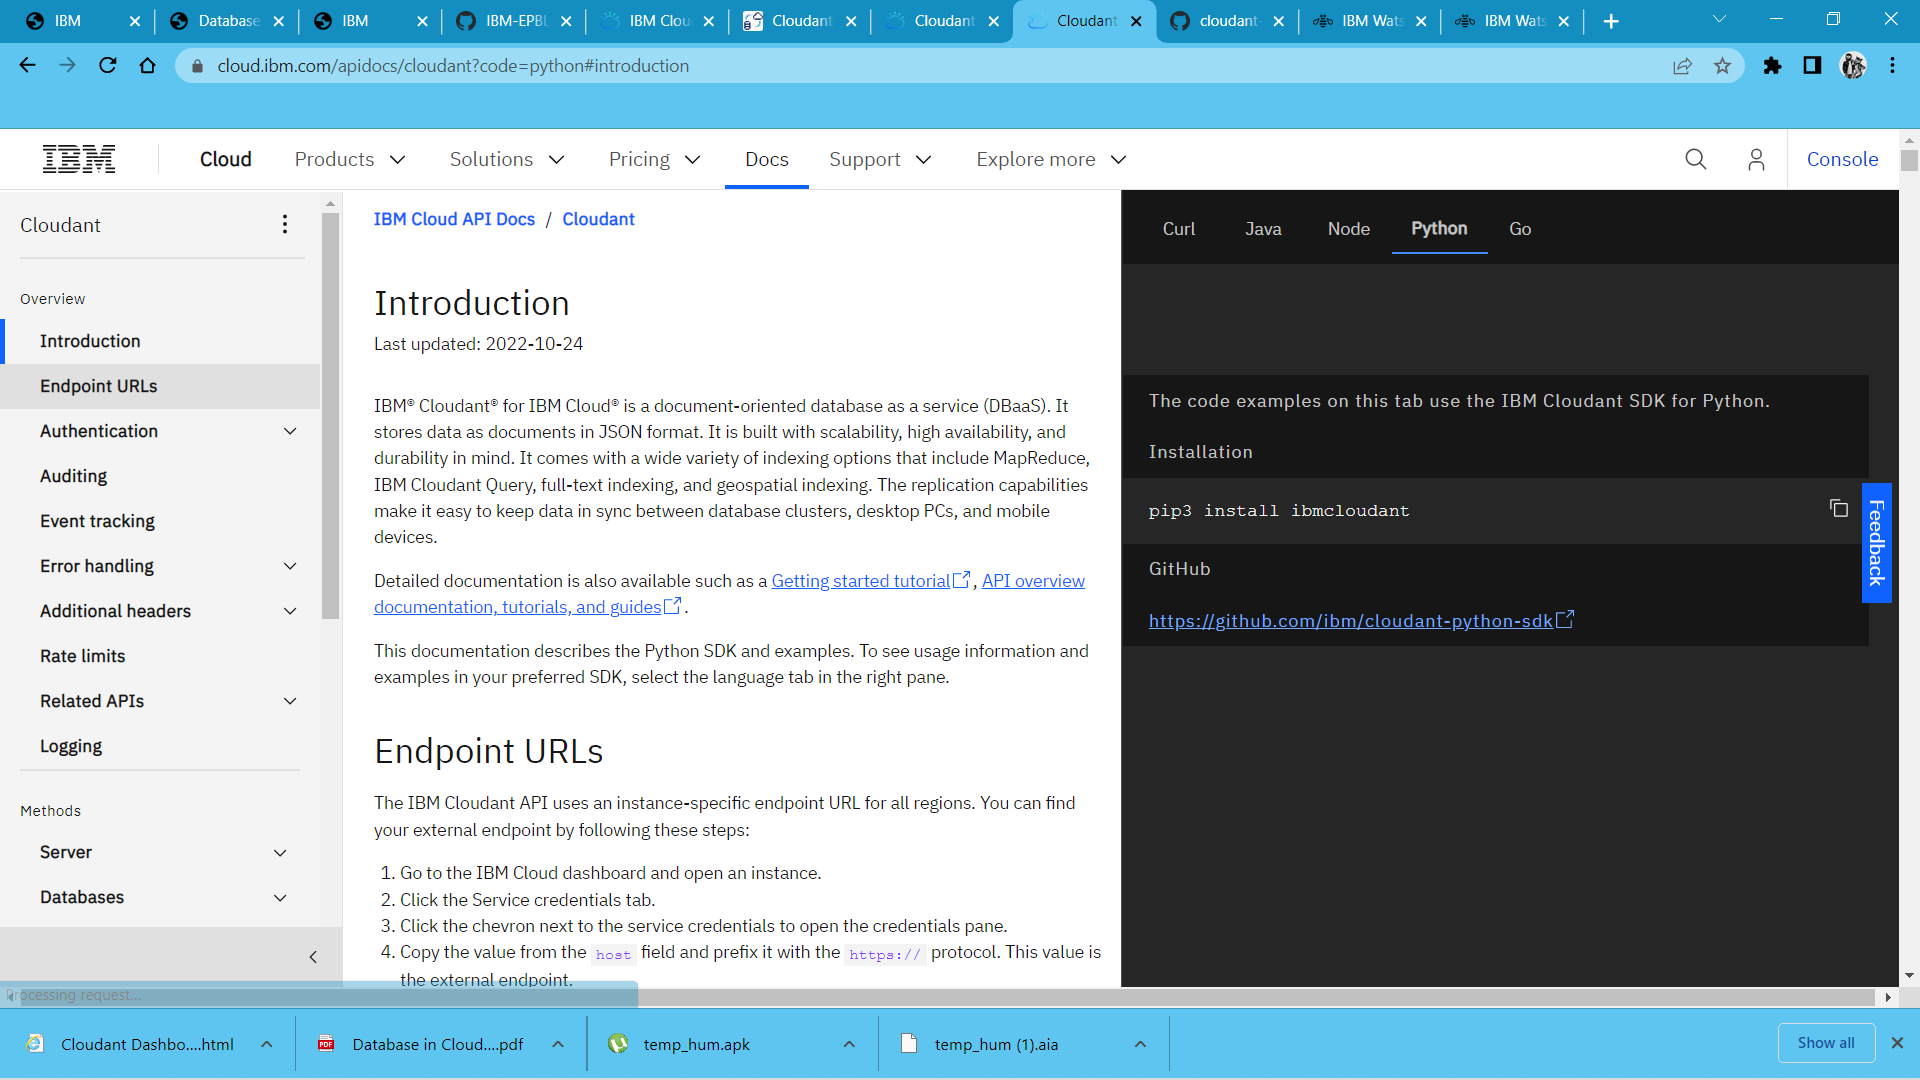 IBM
Database
IBM
IBM-EPBL
IBM Clou
Cloudant
Cloudant
Cloudant
cloudant-
IBM Wats
IBM Wats
cloud.ibm.com/apidocs/cloudant?code=python#introduction
IBM
Cloud
Products
Solutions
Pricing
Docs
Support
Explore more
Console
Cloudant
Overview
Introduction
Endpoint URLs
Authentication
Auditing
Event tracking
Error handling
Additional headers
Rate limits
Related APIs
Logging
Methods
Server
Databases
IBM Cloud API Docs / Cloudant
Introduction
Last updated: 2022-10-24
IBM® Cloudant® for IBM Cloud® is a document-oriented database as a service (DBaaS). It
stores data as documents in JSON format. It is built with scalability, high availability, and
durability in mind. It comes with a wide variety of indexing options that include MapReduce,
IBM Cloudant Query, full-text indexing, and geospatial indexing. The replication capabilities
make it easy to keep data in sync between database clusters, desktop PCs, and mobile
devices.
Detailed documentation is also available such as a Getting started tutorial, API overview
documentation, tutorials, and guides.
This documentation describes the Python SDK and examples. To see usage information and
examples in your preferred SDK, select the language tab in the right pane.
Endpoint URLs
The IBM Cloudant API uses an instance-specific endpoint URL for all regions. You can find
your external endpoint by following these steps:
1. Go to the IBM Cloud dashboard and open an instance.
2. Click the Service credentials tab.
3. Click the chevron next to the service credentials to open the credentials pane.
4. Copy the value from the host field and prefix it with the https:// protocol. This value is
the external endpoint.
Curl
Java
Node
Python
Go
The code examples on this tab use the IBM Cloudant SDK for Python.
Installation
pip3 install ibmcloudant
GitHub
https://github.com/ibm/cloudant-python-sdk
Feedback
Processing request...
Cloudant Dashbo....html
Database in Cloud....pdf
PDF
temp_hum.apk
temp_hum (1).aia
Show all